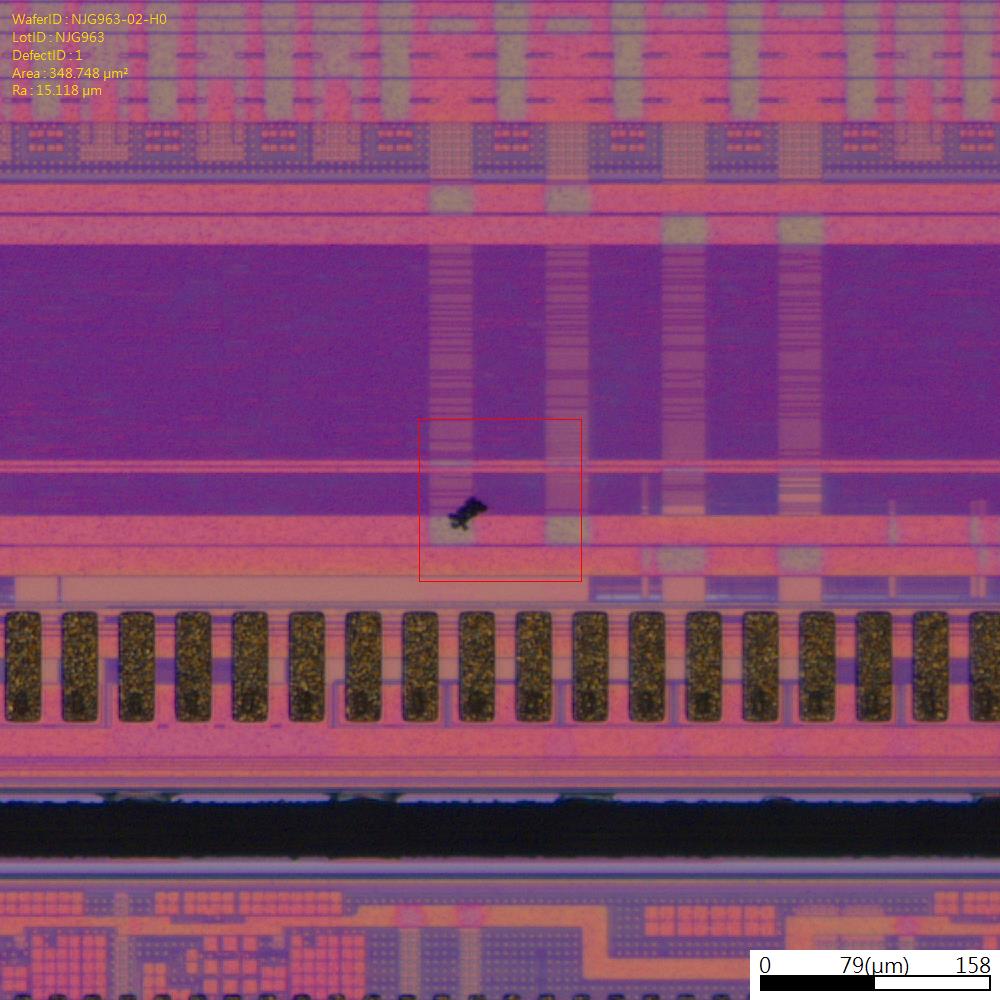 WaferID : NJG963-02-H0
LotID : NJG963
DefectID : 1
Area : 348.748 µm²
Ra : 15.118 µm
0 79(µm) 158